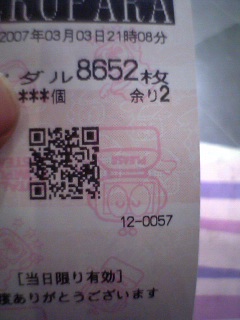 2007年03月03日21時08分
ダル8652枚
***個 余り2
12-0057
[当日限り有効]
度ありがとうございます